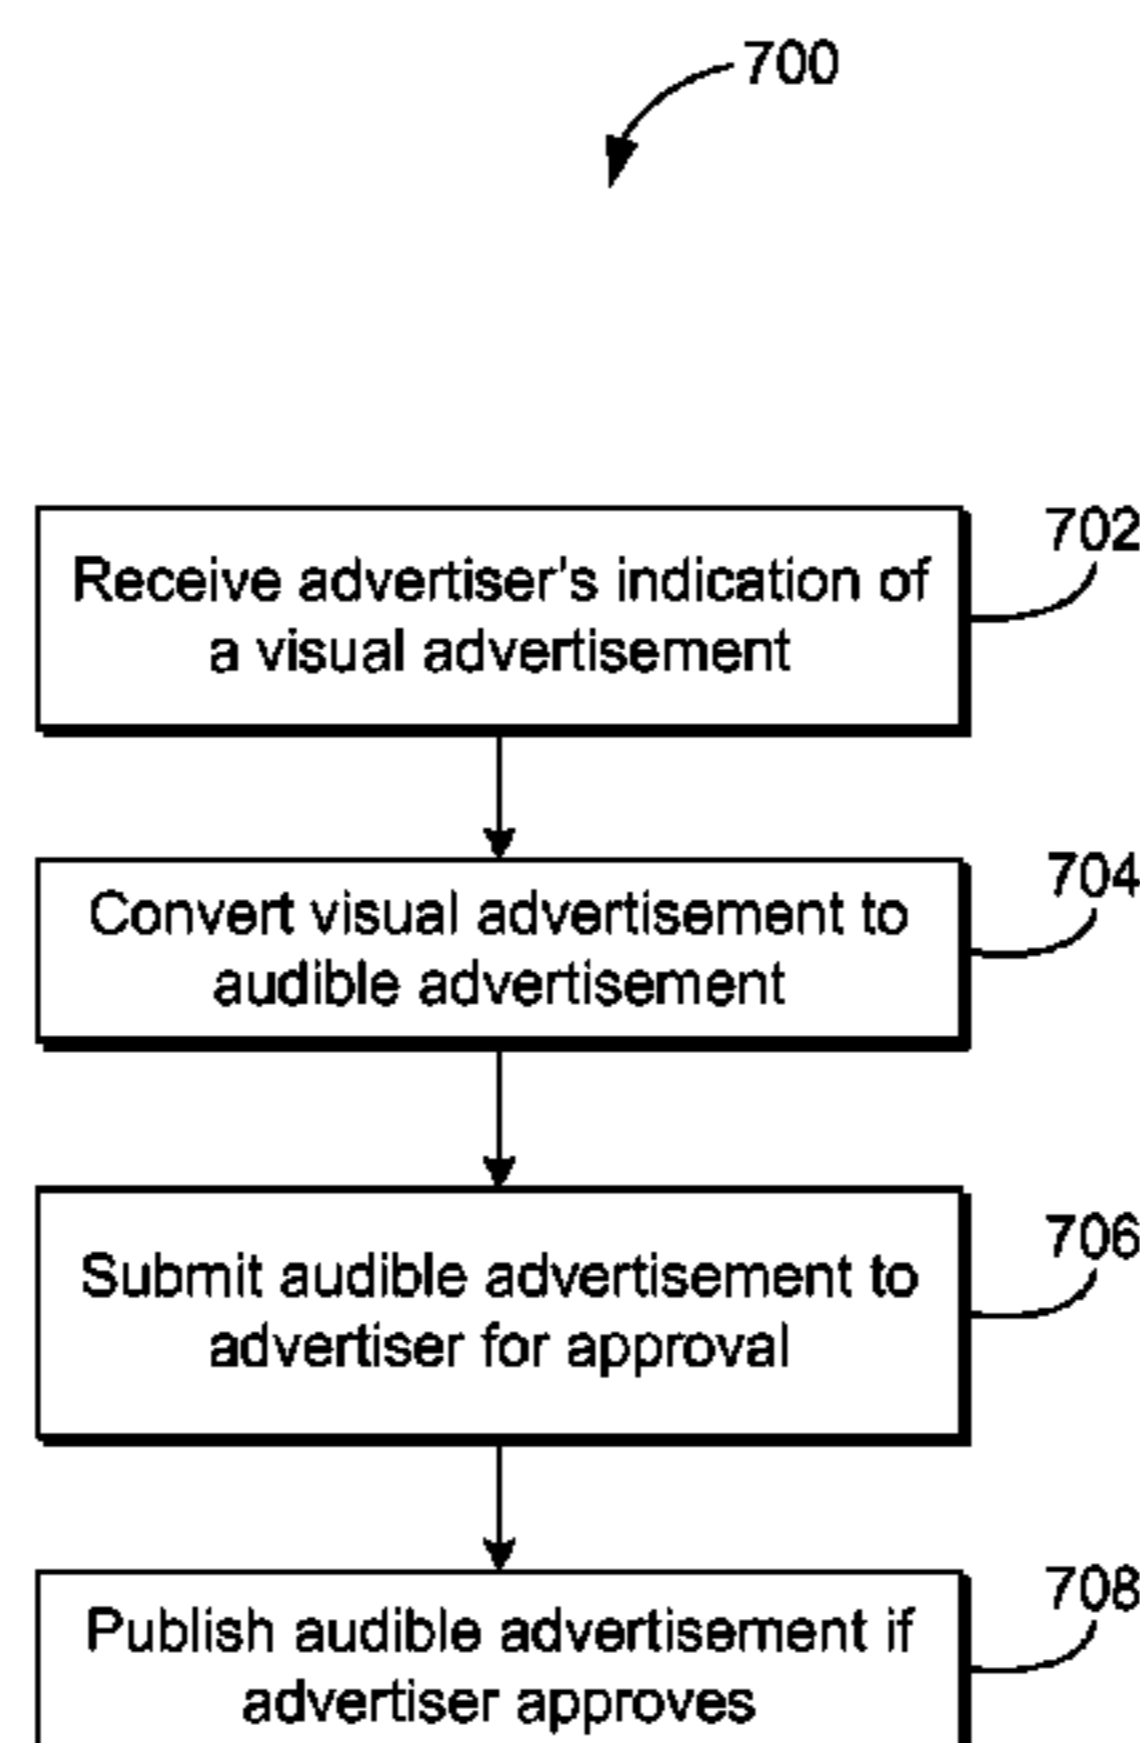 700
Receive advertiser's indication of
a visual advertisement
702
Convert visual advertisement to
audible advertisement
704
Submit audible advertisement to
advertiser for approval
706
Publish audible advertisement if
advertiser approves
708